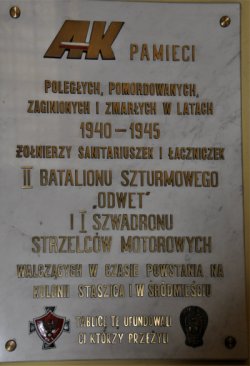 AK PAMIĘCI
POLEGŁYCH, POMORDOWANYCH,
ZAGINIONYCH I ZMARŁYCH W LATACH
1940-1945
ŻOŁNIERZY SANITARIUSZEK I ŁĄCZNICZEK
II BATALIONU SZTURMOWEGO
„ODWET"
I I SZWADRONU
STRZELCÓW MOTOROWYCH
WALCZĄCYCH W CZASIE POWSTANIA NA
KOLONII STASZICA I W ŚRÓDMIEŚCIU
TABLICĘ TĘ UFUNDOWALI
CI KTÓRZY PRZEŻYLI